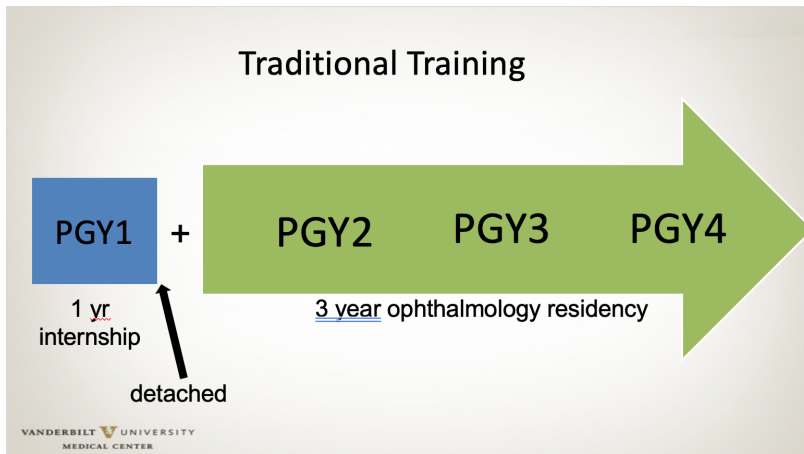 Traditional Training
PGY1
+
PGY2 PGY3 PGY4
1 yr
internship
3 year ophthalmology residency
detached
VANDERBILT V UNIVERSITY
MEDICAL CENTER